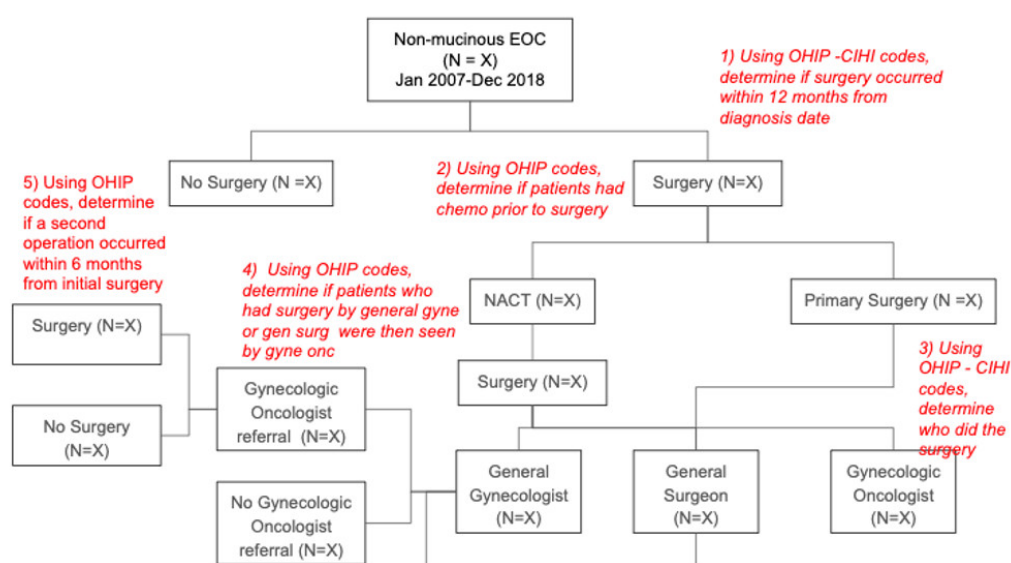 Non-mucinous EOC
(N = X)
Jan 2007-Dec 2018
1) Using OHIP -CIHI codes,
determine if surgery occurred
within 12 months from
diagnosis date
No Surgery (N =X)
2) Using OHIP codes,
determine if patients had
chemo prior to surgery
Surgery (N=X)
5) Using OHIP
codes, determine
if a second
operation occurred
within 6 months
from initial surgery
4)  Using OHIP codes,
determine if patients who
had surgery by general gyne
or gen surg  were then seen
by gyne onc
NACT (N=X)
Primary Surgery (N =X)
Surgery (N=X)
3) Using
OHIP - CIHI
codes,
determine
who did the
surgery
Surgery (N=X)
Gynecologic
Oncologist
referral  (N=X)
No Surgery
(N=X)
General
Gynecologist
(N=X)
General
Surgeon
(N=X)
Gynecologic
Oncologist
(N=X)
No Gynecologic
Oncologist
referral (N=X)